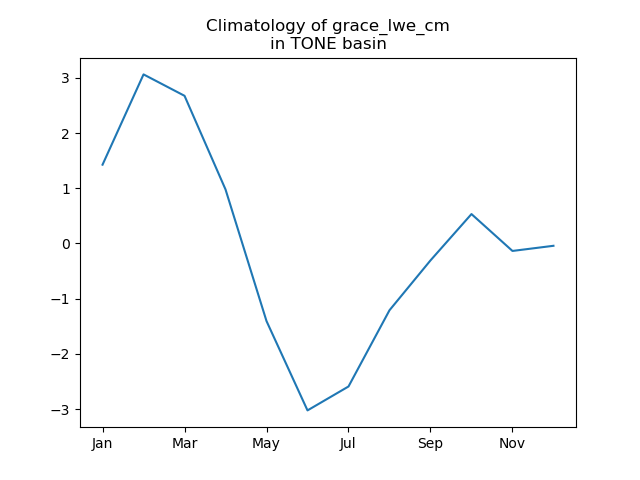 Climatology of grace_lwe_cm
in TONE basin
3
2
1
0
−1
−2
−3
Jan
Mar
May
Jul
Sep
Nov